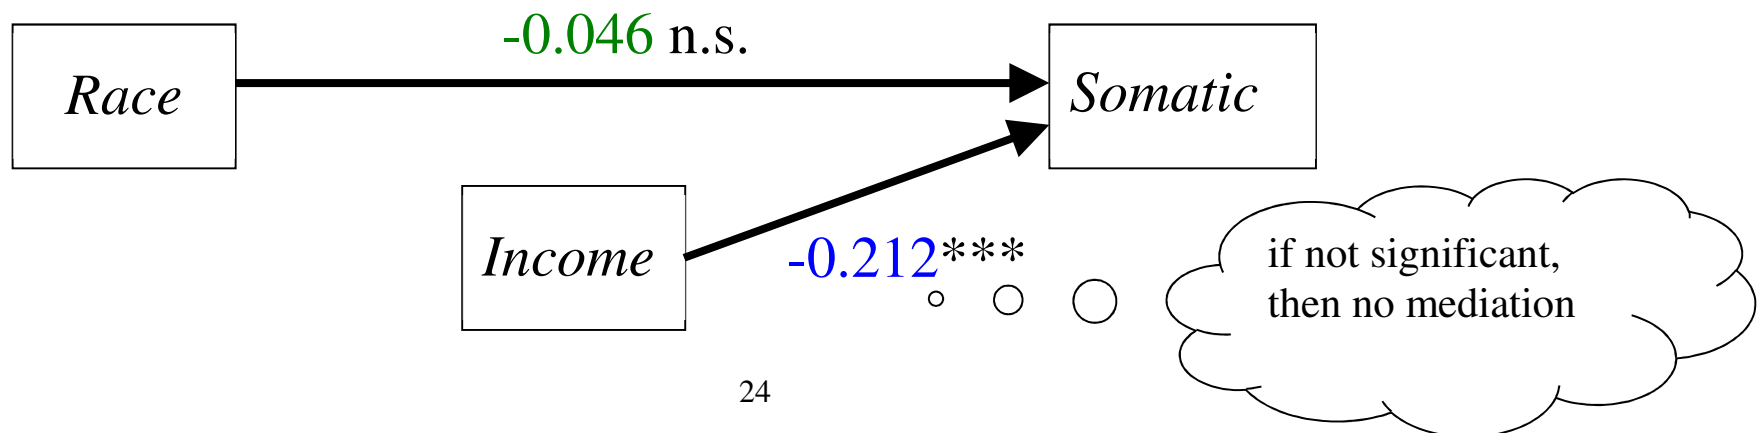 -0.046 n.s.
Race
Somatic
Income
-0.212***
if not significant,
then no mediation
24